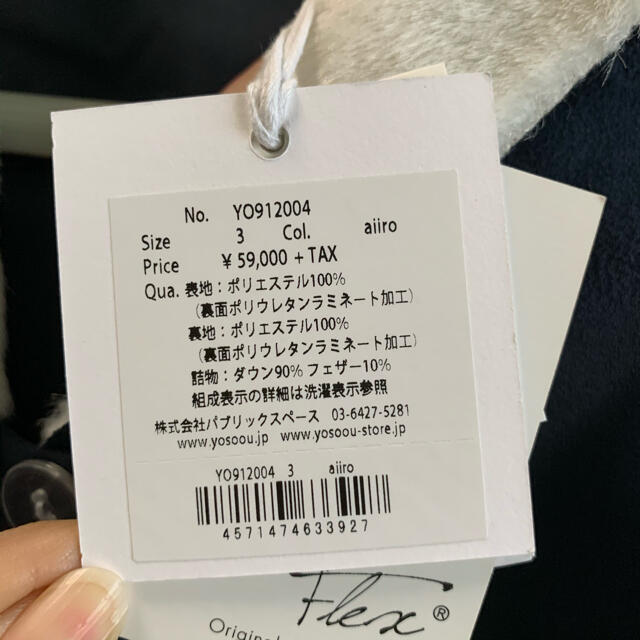 No. YO912004
Size 3 Col. aiiro
Price ¥59,000 +TAX
Qua. 表地：ポリエステル100%
（裏面ポリウレタンラミネート加工）
裏地：ポリエステル100%
（裏面ポリウレタンラミネート加工）
詰物：ダウン90% フェザー10%
組成表示の詳細は洗濯表示参照
株式会社パブリックスペース 03-6427-5281
www.yosoou.jp www.yosoou-store.jp
YO912004 3 aiiro
4571474633927
Flex®
Original